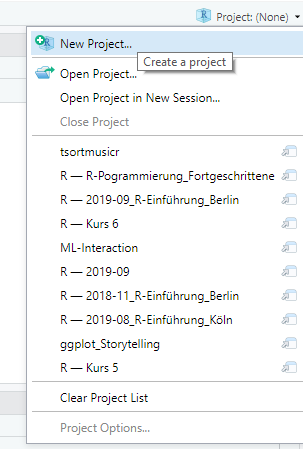 Project: (None)
New Project...
Create a project
Open Project...
Open Project in New Session...
Close Project
tsortmusicr
R — R-Pogrammierung_Fortgeschrittene
R — 2019-09_R-Einführung_Berlin
R — Kurs 6
ML-Interaction
R — 2019-09
R — 2018-11_R-Einführung_Berlin
R — 2019-08_R-Einführung_Köln
ggplot_Storytelling
R — Kurs 5
Clear Project List
Project Options...